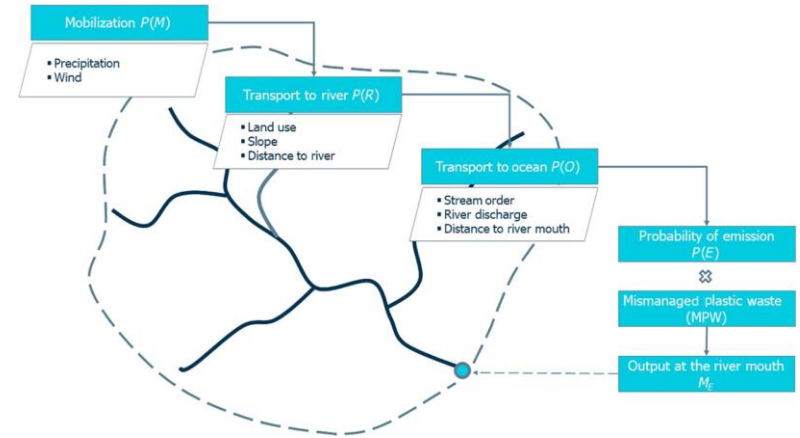 Mobilization P(M)
▪ Precipitation
▪ Wind
Transport to river P(R)
▪ Land use
▪ Slope
▪ Distance to river
Transport to ocean P(O)
▪ Stream order
▪ River discharge
▪ Distance to river mouth
Probability of emission
P(E)
Mismanaged plastic waste
(MPW)
Output at the river mouth
M_E